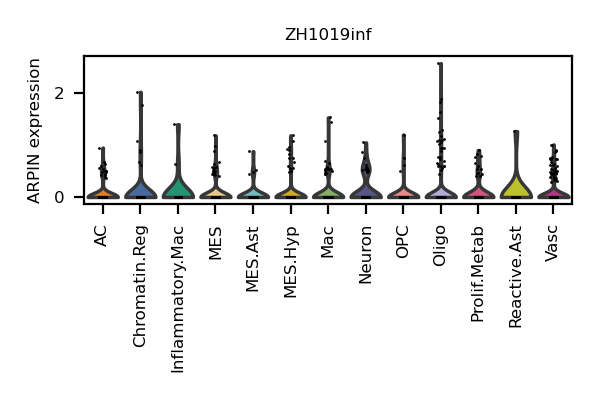 ZH1019inf
ARPIN expression
2
0
AC
Chromatin.Reg
Inflammatory.Mac
MES
MES.Ast
MES.Hyp
Mac
Neuron
OPC
Oligo
Prolif.Metab
Reactive.Ast
Vasc